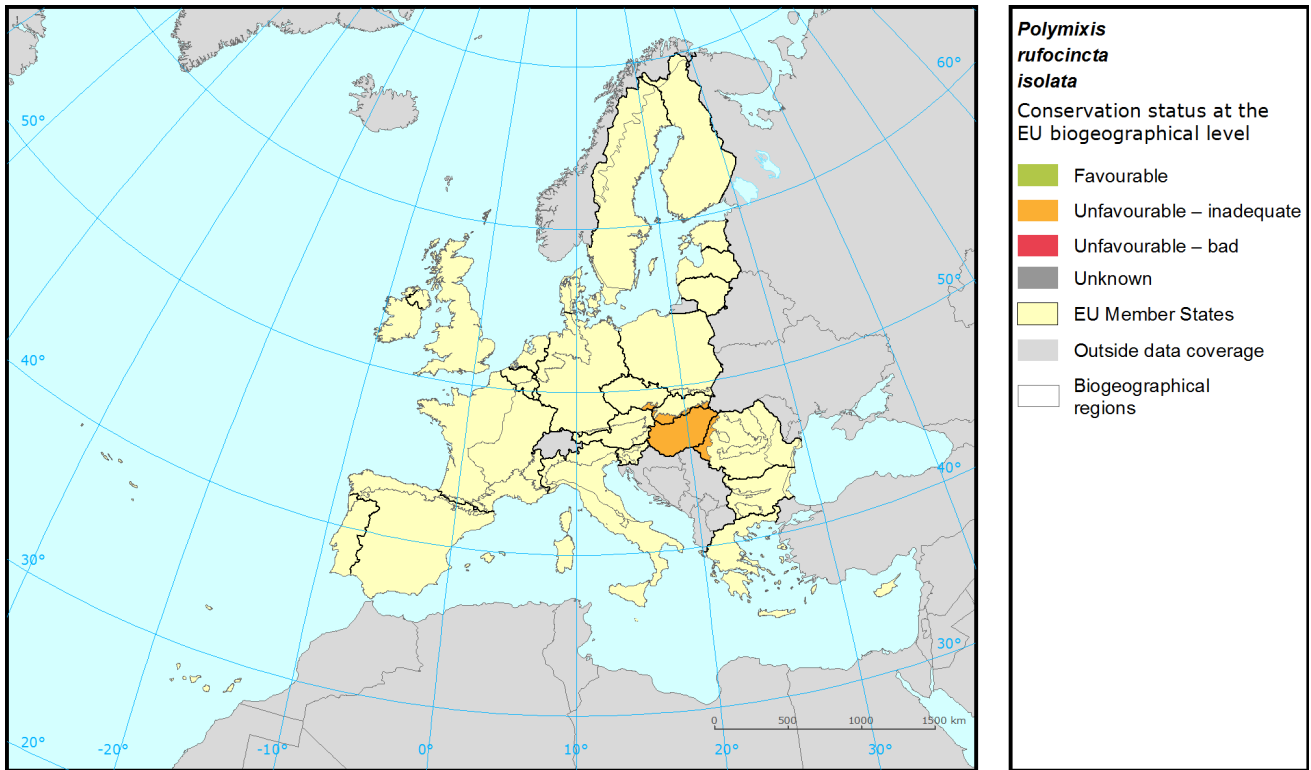 Polymixis
rufocincta
isolata
Conservation status at the
EU biogeographical level
Favourable
Unfavourable – inadequate
Unfavourable – bad
Unknown
EU Member States
Outside data coverage
Biogeographical
regions
60°
50°
50°
40°
40°
30°
30°
20°
-20°
-10°
0°
10°
20°
30°
0 500 1000 1500 km